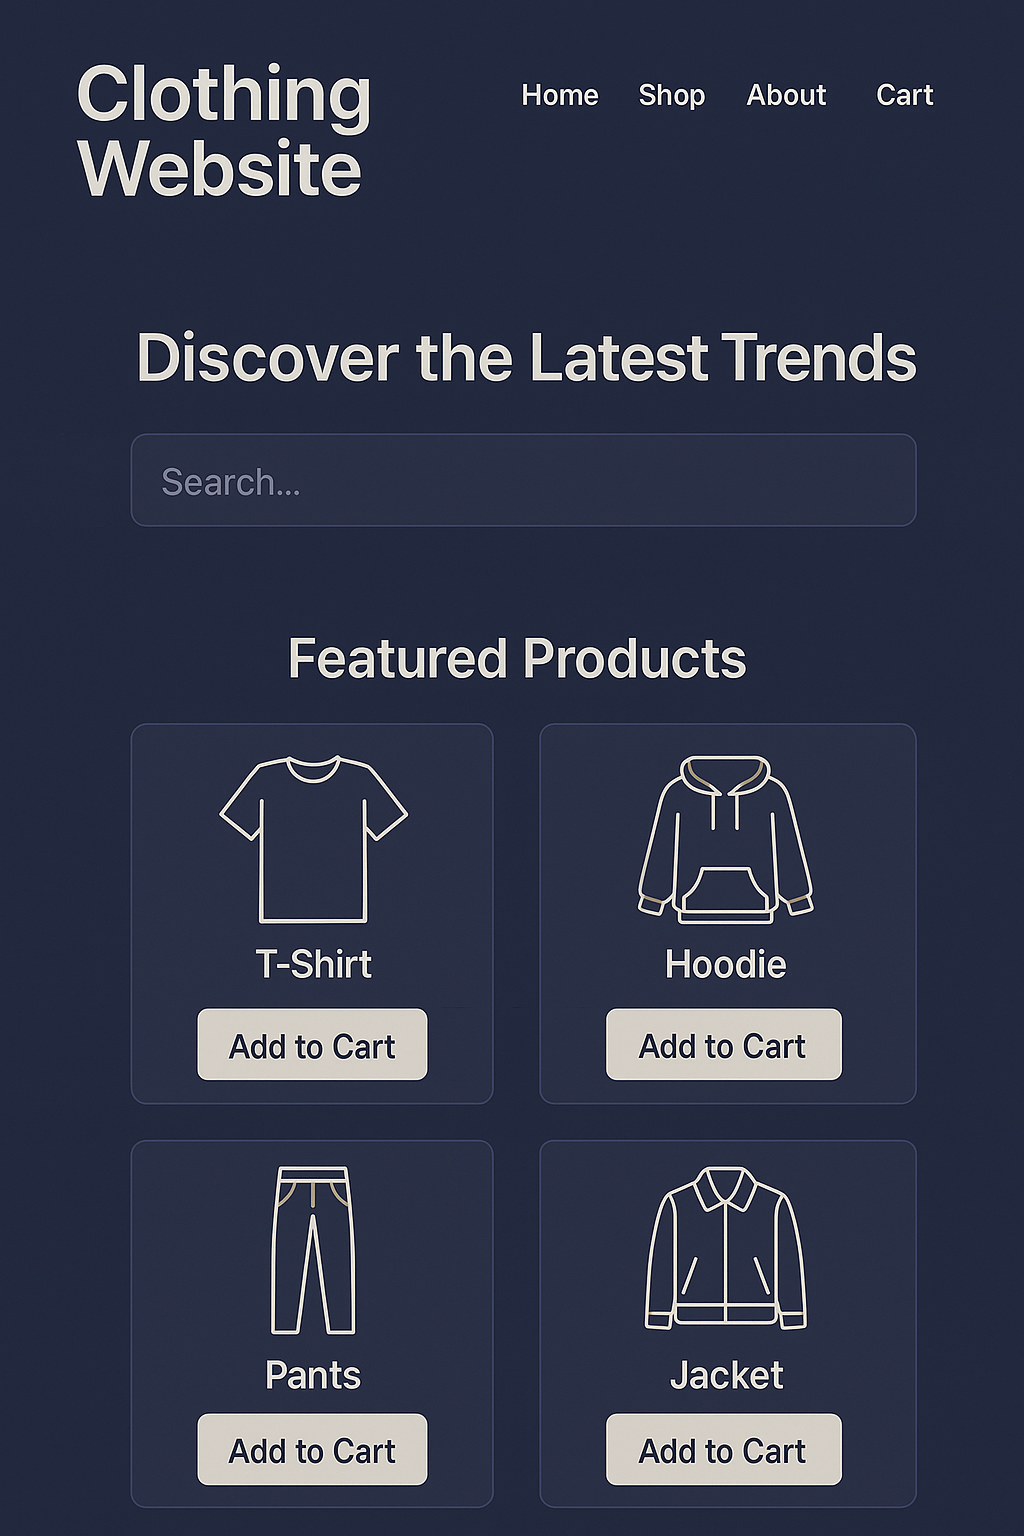 Clothing
Website
Home Shop About Cart
Discover the Latest Trends
Search...
Featured Products
T-Shirt
Hoodie
Add to Cart
Add to Cart
Pants
Jacket
Add to Cart
Add to Cart